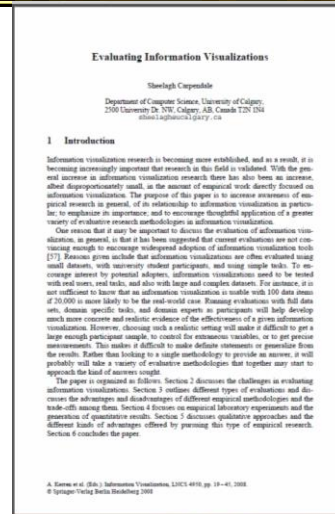 Evaluating Information Visualizations
Sheelagh Carpendale
Department of Computer Science, University of Calgary,
2500 University Dr. NW, Calgary, AB, Canada T2N 1N4
sheelagh@ucalgary.ca
1 Introduction
Information visualization research is becoming more established, and as a result, it is
becoming increasingly important that research in this field is validated. With the gen-
eral increase in information visualization research there has also been an increase,
albeit disproportionately small, in the amount of empirical work directly focused on
information visualization. The purpose of this paper is to increase awareness of em-
pirical research in general, of its relationship to information visualization in particu-
lar; to emphasize its importance; and to encourage thoughtful application of a greater
variety of evaluative research methodologies in information visualization.
One reason that it may be important to discuss the evaluation of information visu-
alization, in general, is that it has been suggested that current evaluations are not con-
vincing enough to encourage widespread adoption of information visualization tools
[57]. Reasons given include that information visualizations are often evaluated using
small datasets, with university student participants, and using simple tasks. To en-
courage interest by potential adopters, information visualizations need to be tested
with real users, real tasks, and also with large and complex datasets. For instance, it is
not sufficient to know that an information visualization is usable with 100 data items
if 20,000 is more likely to be the real-world case. Running evaluations with full data
sets, domain specific tasks, and domain experts as participants will help develop
much more concrete and realistic evidence of the effectiveness of a given information
visualization. However, choosing such a realistic setting will make it difficult to get a
large enough participant sample, to control for extraneous variables, or to get precise
measurements. This makes it difficult to make definite statements or generalize from
the results. Rather than looking to a single methodology to provide an answer, it will
probably will take a variety of evaluative methodologies that together may start to
approach the kind of answers sought.
The paper is organized as follows. Section 2 discusses the challenges in evaluating
information visualizations. Section 3 outlines different types of evaluations and dis-
cusses the advantages and disadvantages of different empirical methodologies and the
trade-offs among them. Section 4 focuses on empirical laboratory experiments and the
generation of quantitative results. Section 5 discusses qualitative approaches and the
different kinds of advantages offered by pursuing this type of empirical research.
Section 6 concludes the paper.
A. Kerren et al. (Eds.): Information Visualization, LNCS 4950, pp. 19–45, 2008.
© Springer-Verlag Berlin Heidelberg 2008